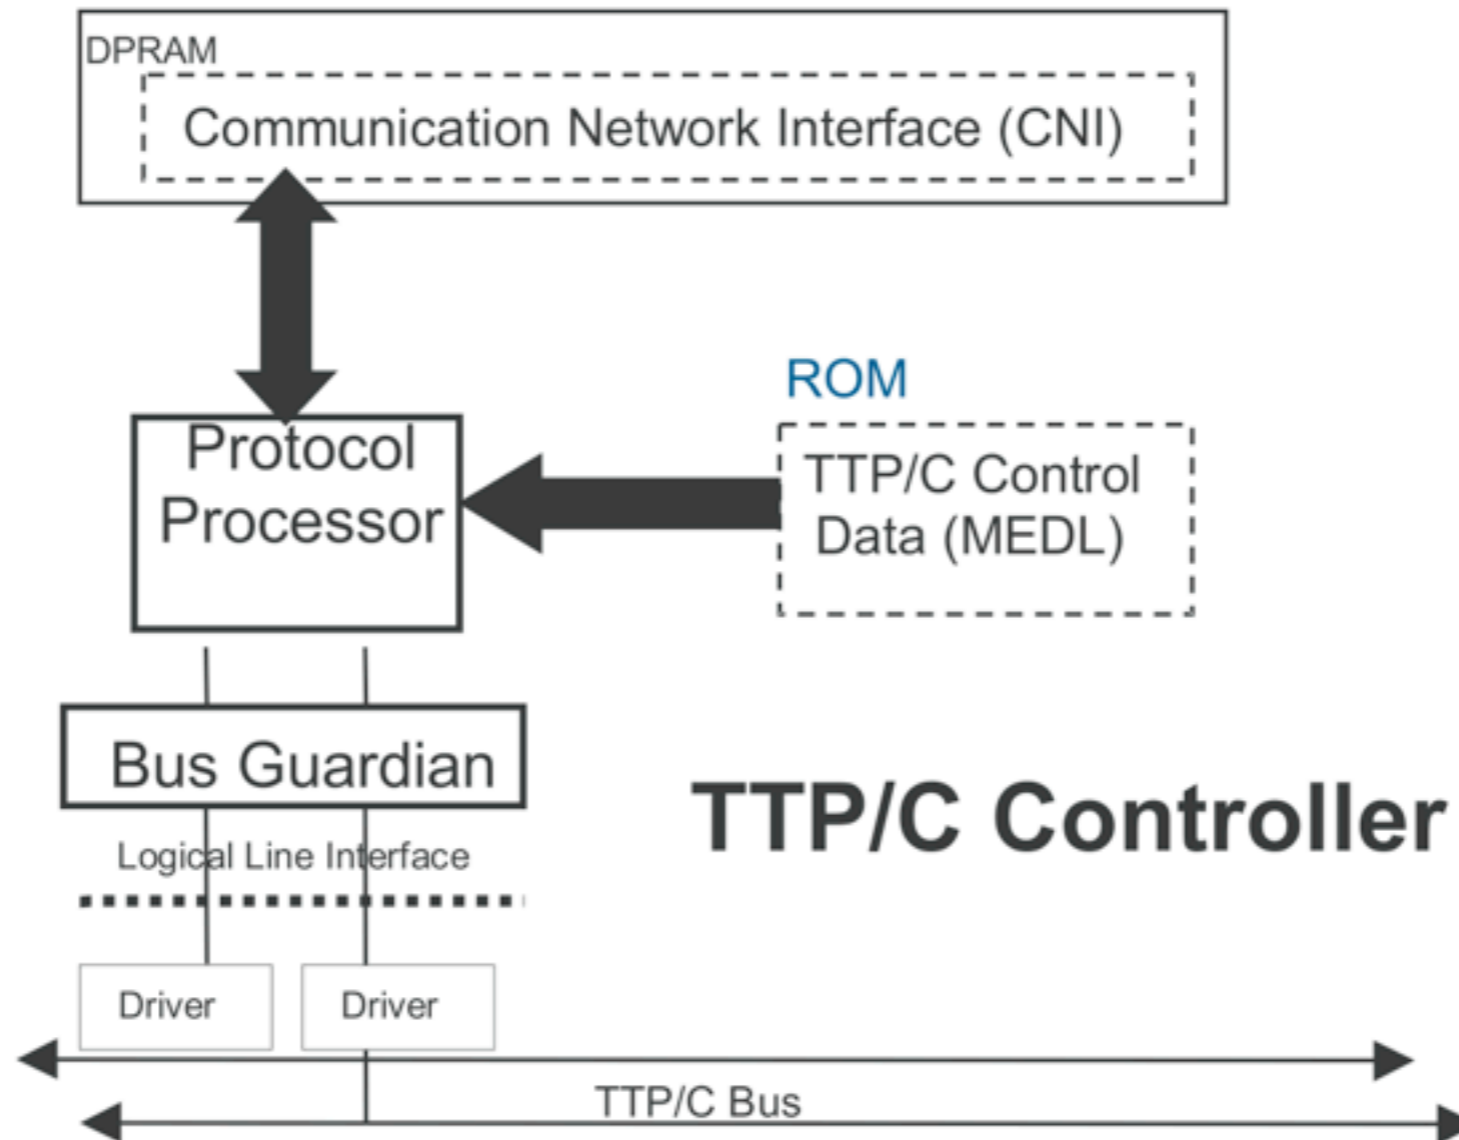 DPRAM
Communication Network Interface (CNI)
ROM
Protocol
Processor
TTP/C Control
Data (MEDL)
Bus Guardian
TTP/C Controller
Logical Line Interface
Driver
Driver
TTP/C Bus